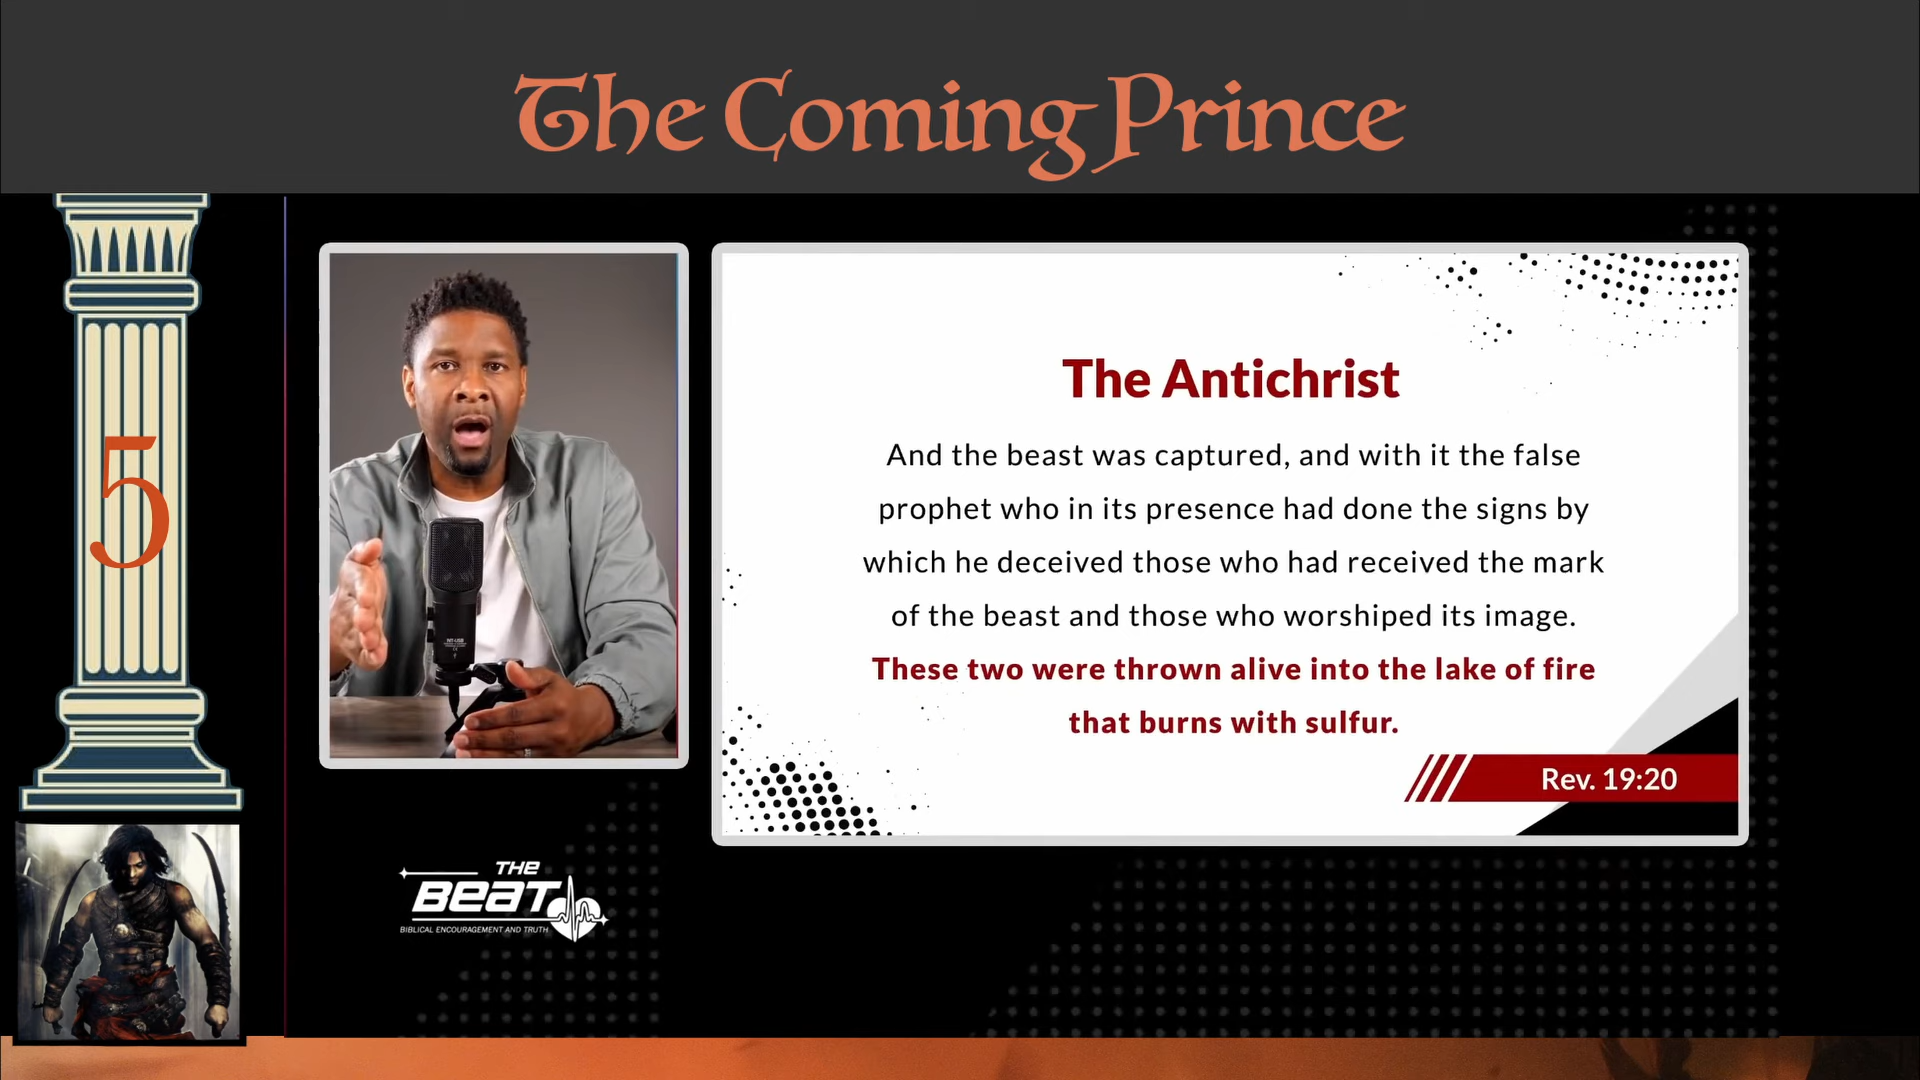 The Coming Prince
5
The Antichrist
And the beast was captured, and with it the false
prophet who in its presence had done the signs by
which he deceived those who had received the mark
of the beast and those who worshiped its image.
These two were thrown alive into the lake of fire
that burns with sulfur.
Rev. 19:20
THE
BEAT
BIBLICAL ENCOURAGEMENT AND TRUTH